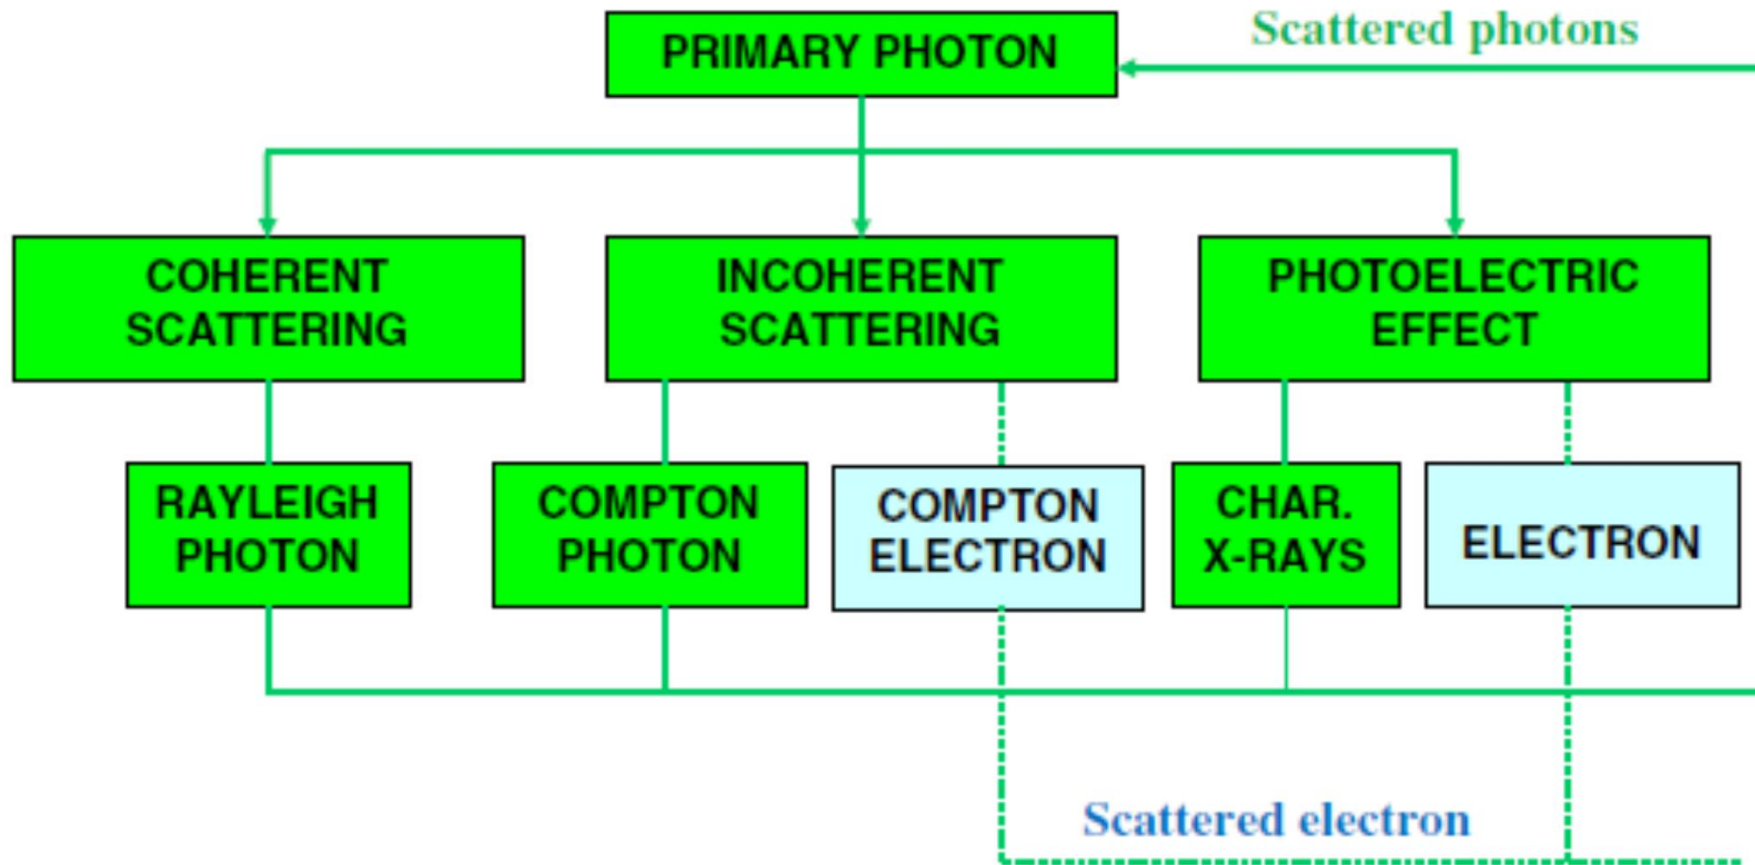 PRIMARY PHOTON
Scattered photons
COHERENT
SCATTERING
INCOHERENT
SCATTERING
PHOTOELECTRIC
EFFECT
RAYLEIGH
PHOTON
COMPTON
PHOTON
COMPTON
ELECTRON
CHAR.
X-RAYS
ELECTRON
Scattered electron